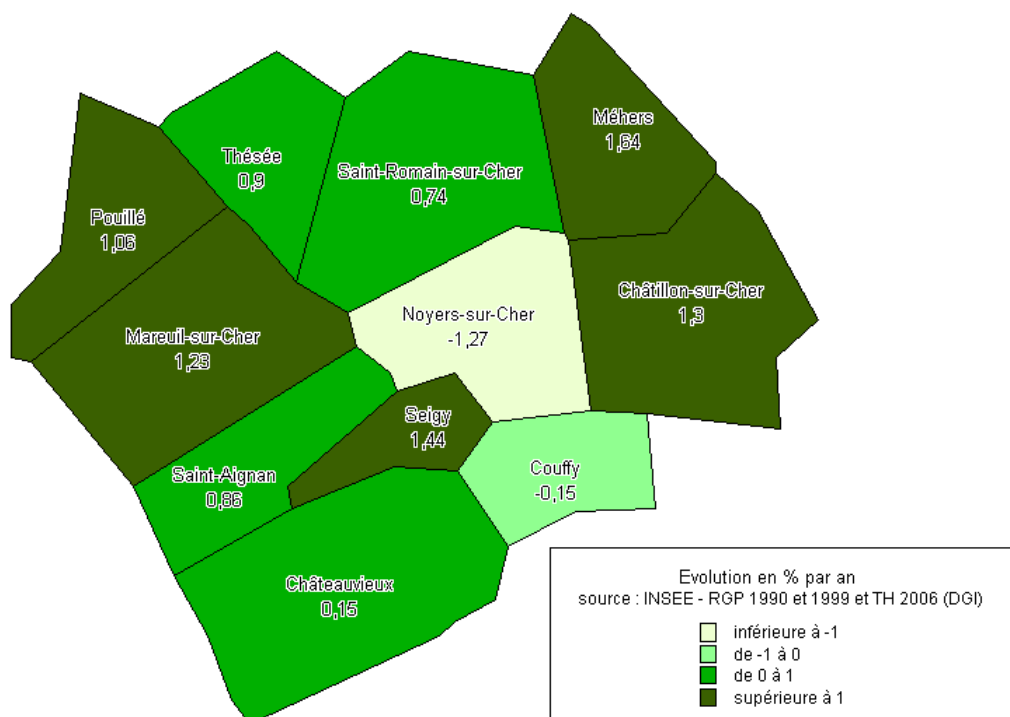 Méhers
1,64
Thésée
0,9
Saint-Romain-sur-Cher
0,74
Pouillé
1,06
Châtillon-sur-Cher
1,3
Noyers-sur-Cher
-1,27
Mareuil-sur-Cher
1,23
Seigy
1,44
Saint-Aignan
0,86
Couffy
-0,15
Châteauvieux
0,15
Evolution en % par an
source : INSEE - RGP 1990 et 1999 et TH 2006 (DGI)
inférieure à -1
de -1 à 0
de 0 à 1
supérieure à 1